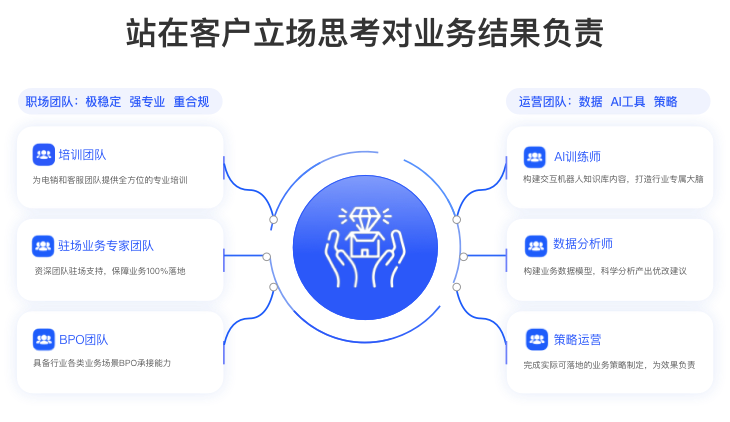 站在客户立场思考对业务结果负责
职场团队：极稳定 强专业 重合规
培训团队
为电销和客服团队提供全方位的专业培训
驻场业务专家团队
资深团队驻场支持，保障业务100%落地
BPO团队
具备行业各类业务场景BPO承接能力
运营团队：数据 AI工具 策略
AI训练师
构建交互机器人知识库内容，打造行业专属大脑
数据分析师
构建业务数据模型，科学分析产出优改建议
策略运营
完成实际可落地的业务策略制定，为效果负责